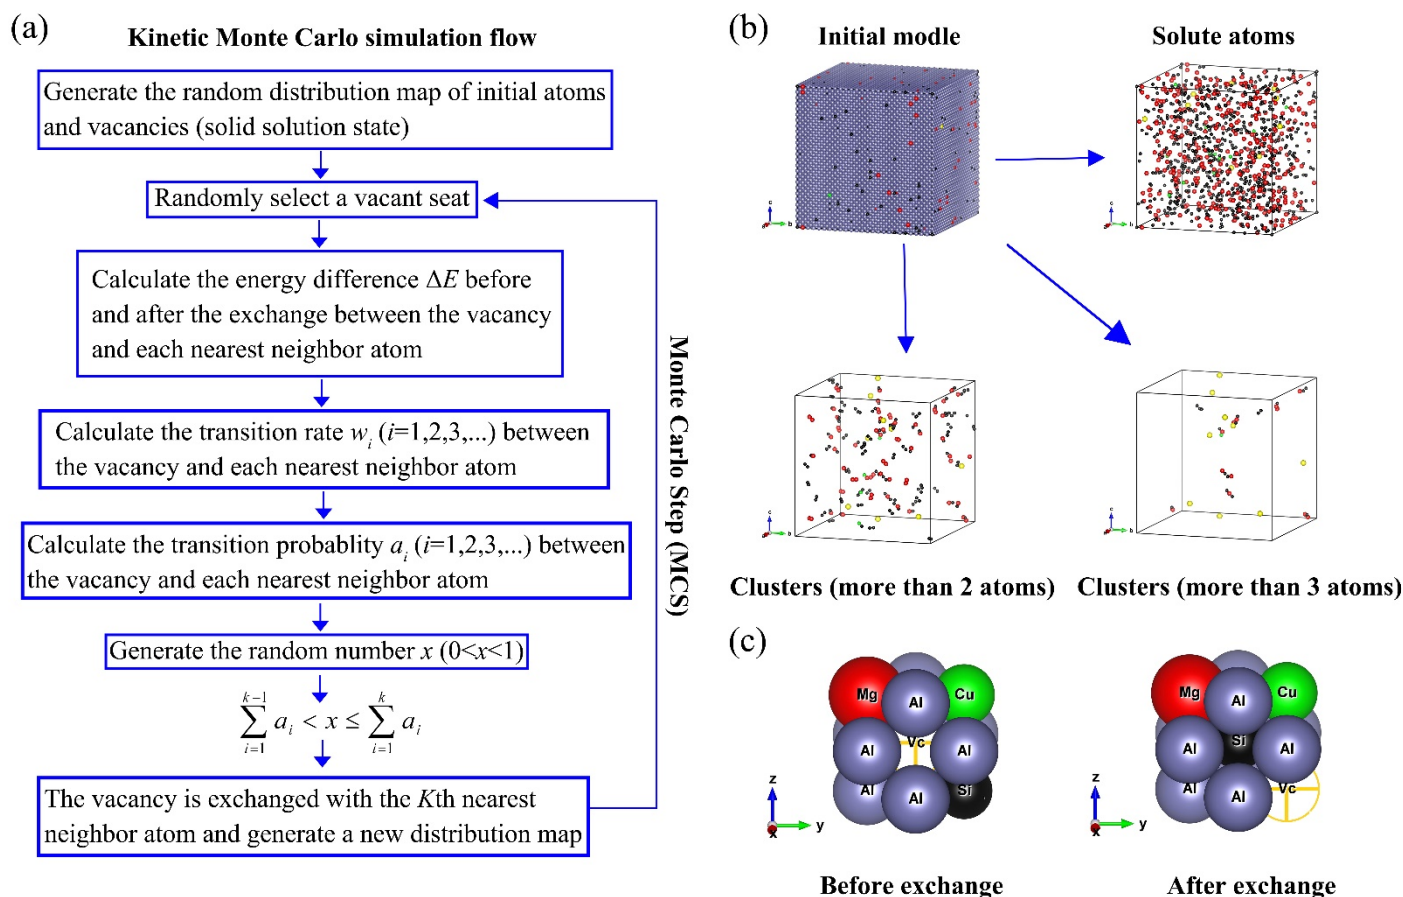 (a)
Kinetic Monte Carlo simulation flow
Generate the random distribution map of initial atoms
and vacancies (solid solution state)
Randomly select a vacant seat
Calculate the energy difference ΔE before
and after the exchange between the vacancy
and each nearest neighbor atom
Calculate the transition rate w_i (i=1,2,3,...) between
the vacancy and each nearest neighbor atom
Calculate the transition probablity a_i (i=1,2,3,...) between
the vacancy and each nearest neighbor atom
Generate the random number x (0<x<1)
\sum_{i=1}^{k-1} a_i < x ≤ \sum_{i=1}^{k} a_i
The vacancy is exchanged with the Kth nearest
neighbor atom and generate a new distribution map
Monte Carlo Step (MCS)
(b)
Initial modle
Solute atoms
c
b
c
b
c
b
c
b
Clusters (more than 2 atoms)
Clusters (more than 3 atoms)
(c)
Mg
Al
Cu
Al
Vc
Al
Al
Al
Si
z
x
y
Before exchange
Mg
Al
Cu
Al
Si
Al
Al
Al
Vc
z
x
y
After exchange